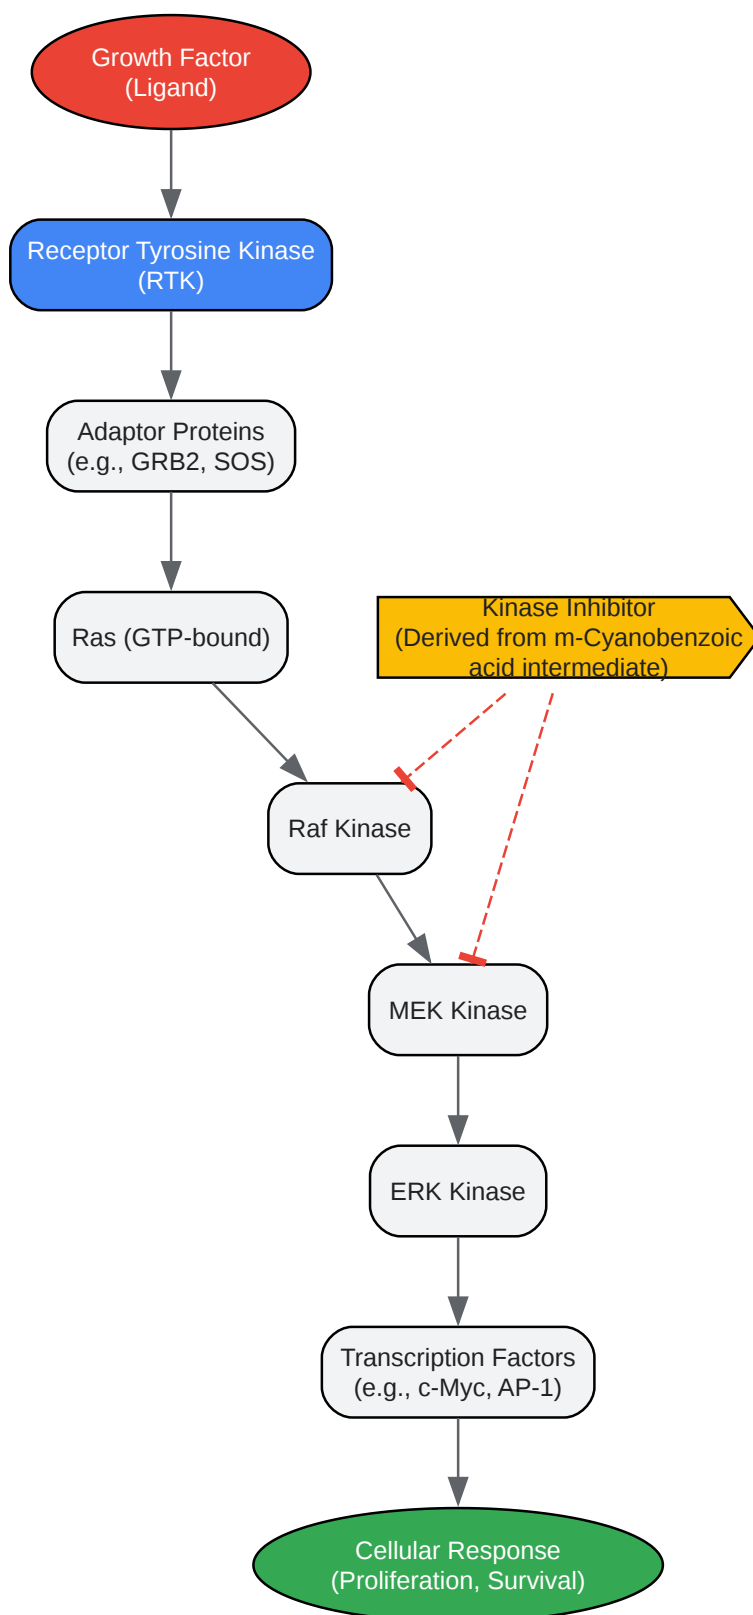 Growth Factor
(Ligand)
Receptor Tyrosine Kinase
(RTK)
Adaptor Proteins
(e.g., GRB2, SOS)
Ras (GTP-bound)
Kinase Inhibitor
(Derived from m-Cyanobenzoic
acid intermediate)
Raf Kinase
MEK Kinase
ERK Kinase
Transcription Factors
(e.g., c-Myc, AP-1)
Cellular Response
(Proliferation, Survival)